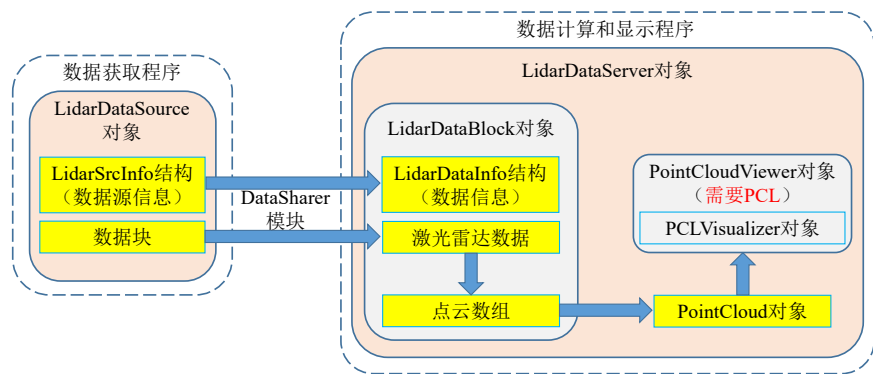 数据获取程序
LidarDataSource
对象
LidarSrcInfo结构
（数据源信息）
数据块
DataSharer
模块
数据计算和显示程序
LidarDataServer对象
LidarDataBlock对象
LidarDataInfo结构
（数据信息）
激光雷达数据
点云数组
PointCloudViewer对象
（需要PCL）
PCLVisualizer对象
PointCloud对象